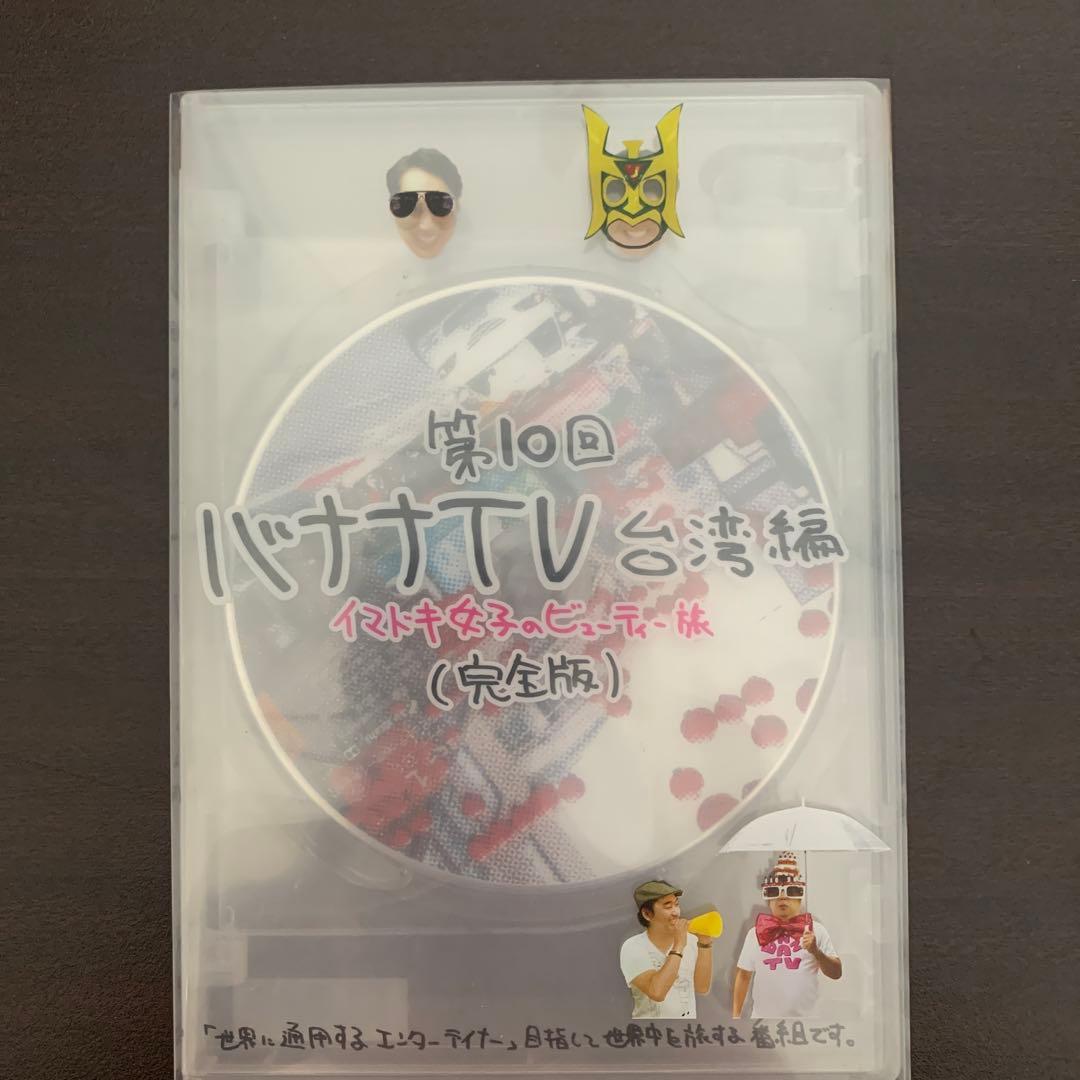 第10回
バナナTV 台湾編
イマドキ女子のビューティー旅
(完全版)
TV
「世界に通用するエンターテイナー」目指して世界中を旅する番組です。